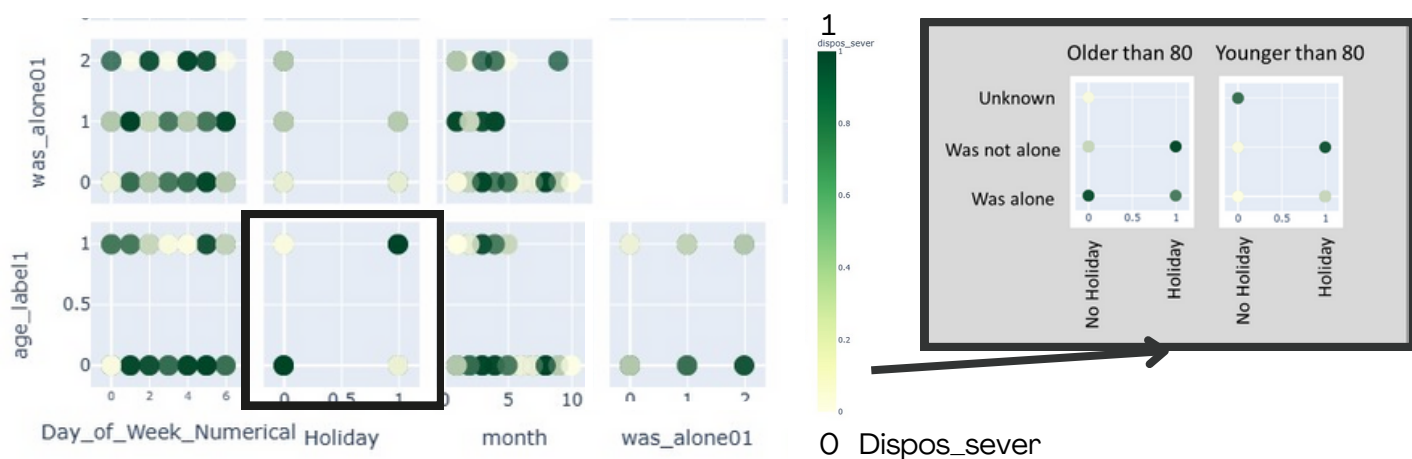 was_alone01
2
1
0
age_label1
1
0.5
0
0 2 4 6
0 0.5 1
0 5 10
0 1 2
Day_of_Week_Numerical
Holiday
month
was_alone01
1
dispos_sever
1
0.8
0.6
0.4
0.2
0
0 Dispos_sever
Older than 80 Younger than 80
Unknown
Was not alone
Was alone
0 0.5 1
0 0.5 1
No Holiday
Holiday
No Holiday
Holiday